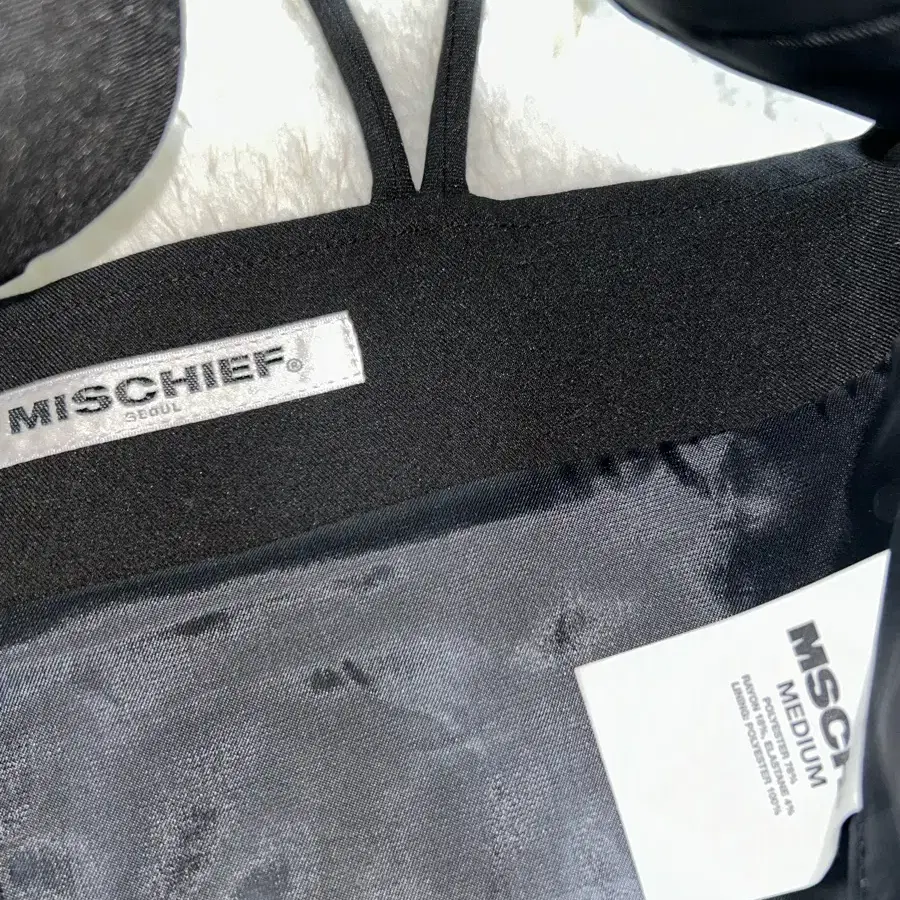 MISCHIEF®
SEOUL
MSCH
MEDIUM
POLYESTER 78%
RAYON 18%, ELASTANE 4%
LINING: POLYESTER 100%